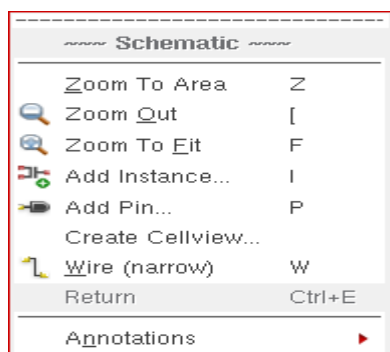 ~~~ Schematic ~~~
Zoom To Area Z
Zoom Out [
Zoom To Fit F
Add Instance... I
Add Pin... P
Create Cellview...
Wire (narrow) W
Return Ctrl+E
Annotations